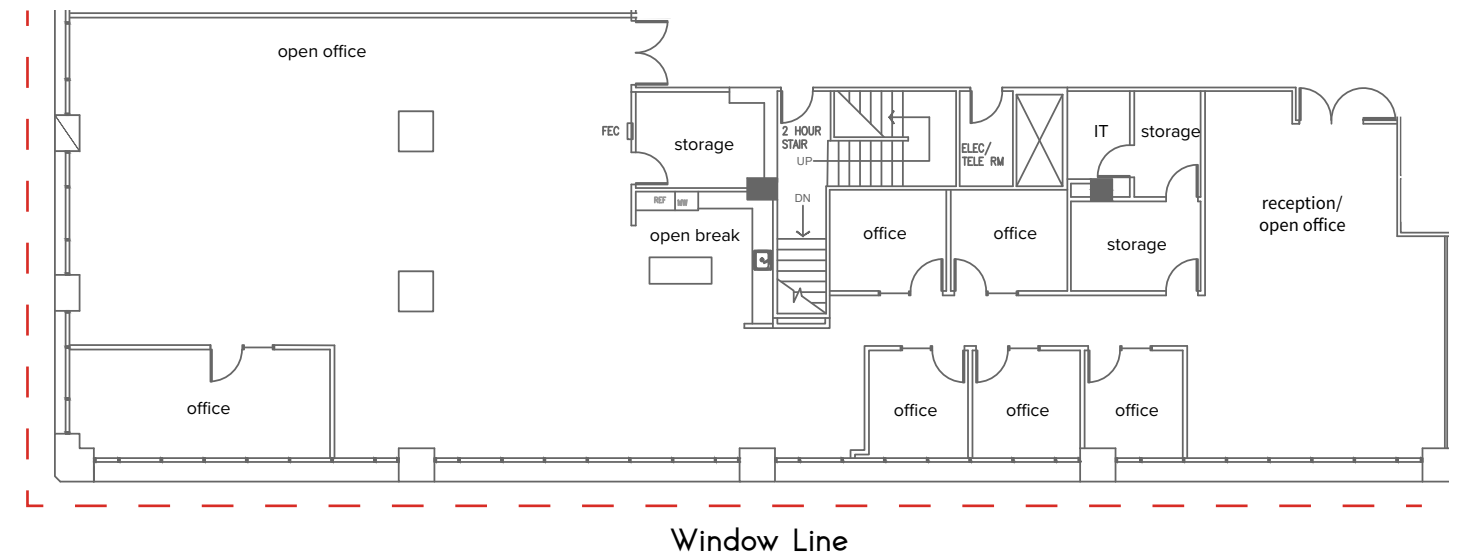 open office
FEC
storage
2 HOUR
STAIR
UP
ELEC/
TELE RM
IT
storage
REF
MW
DN
open break
office
office
storage
reception/
open office
office
office
office
office
Window Line